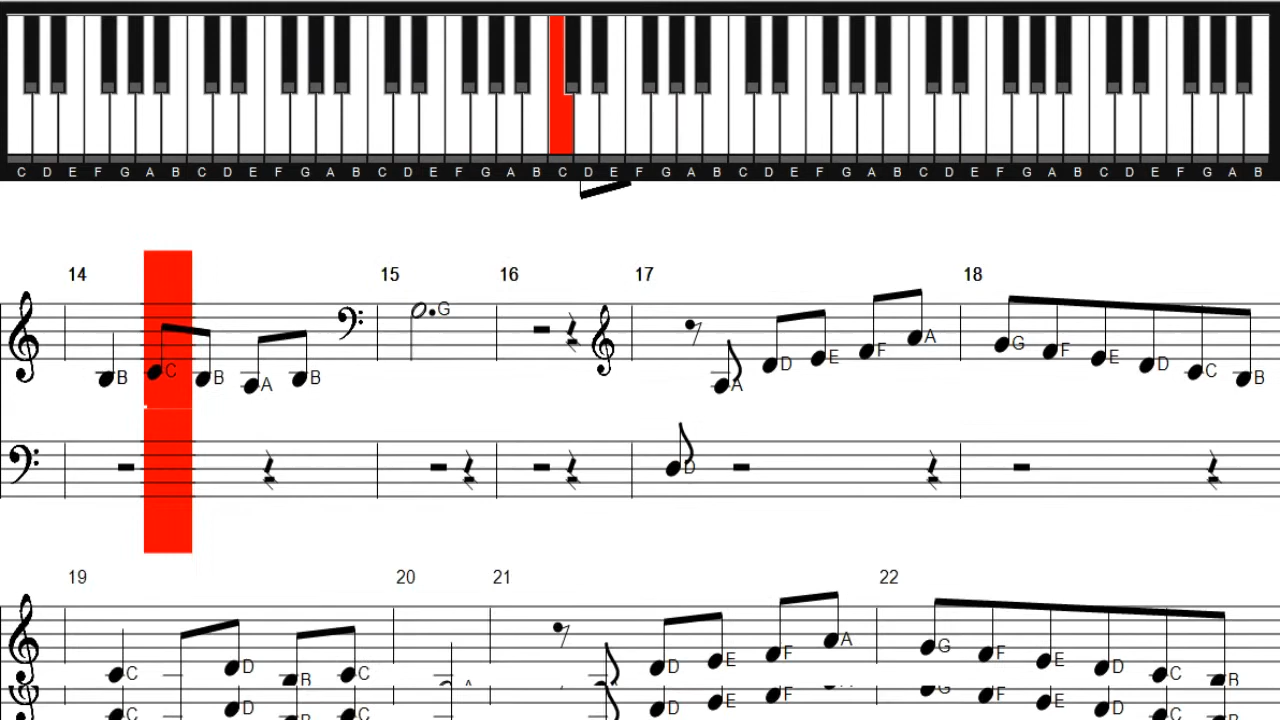 C D E F G A B C D E F G A B C D E F G A B C D E F G A B C D E F G A B C D E F G A B C D E F G A B
14 15 16 17 18
B C B A B G A D E F A G F E D C B
D
19 20 21 22
C D B C D E F A G F E D C B
C D B C D E F G F E D C